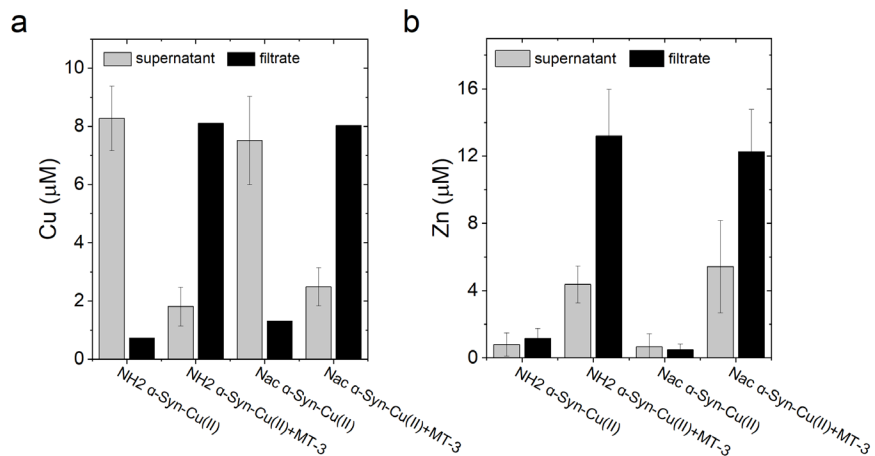 a
supernatant filtrate
Cu (μM)
10
8
6
4
2
0
NH2 α-Syn-Cu(II)
NH2 α-Syn-Cu(II)+MT-3
Nac α-Syn-Cu(II)
Nac α-Syn-Cu(II)+MT-3
b
supernatant filtrate
Zn (μM)
16
12
8
4
0
NH2 α-Syn-Cu(II)
NH2 α-Syn-Cu(II)+MT-3
Nac α-Syn-Cu(II)
Nac α-Syn-Cu(II)+MT-3